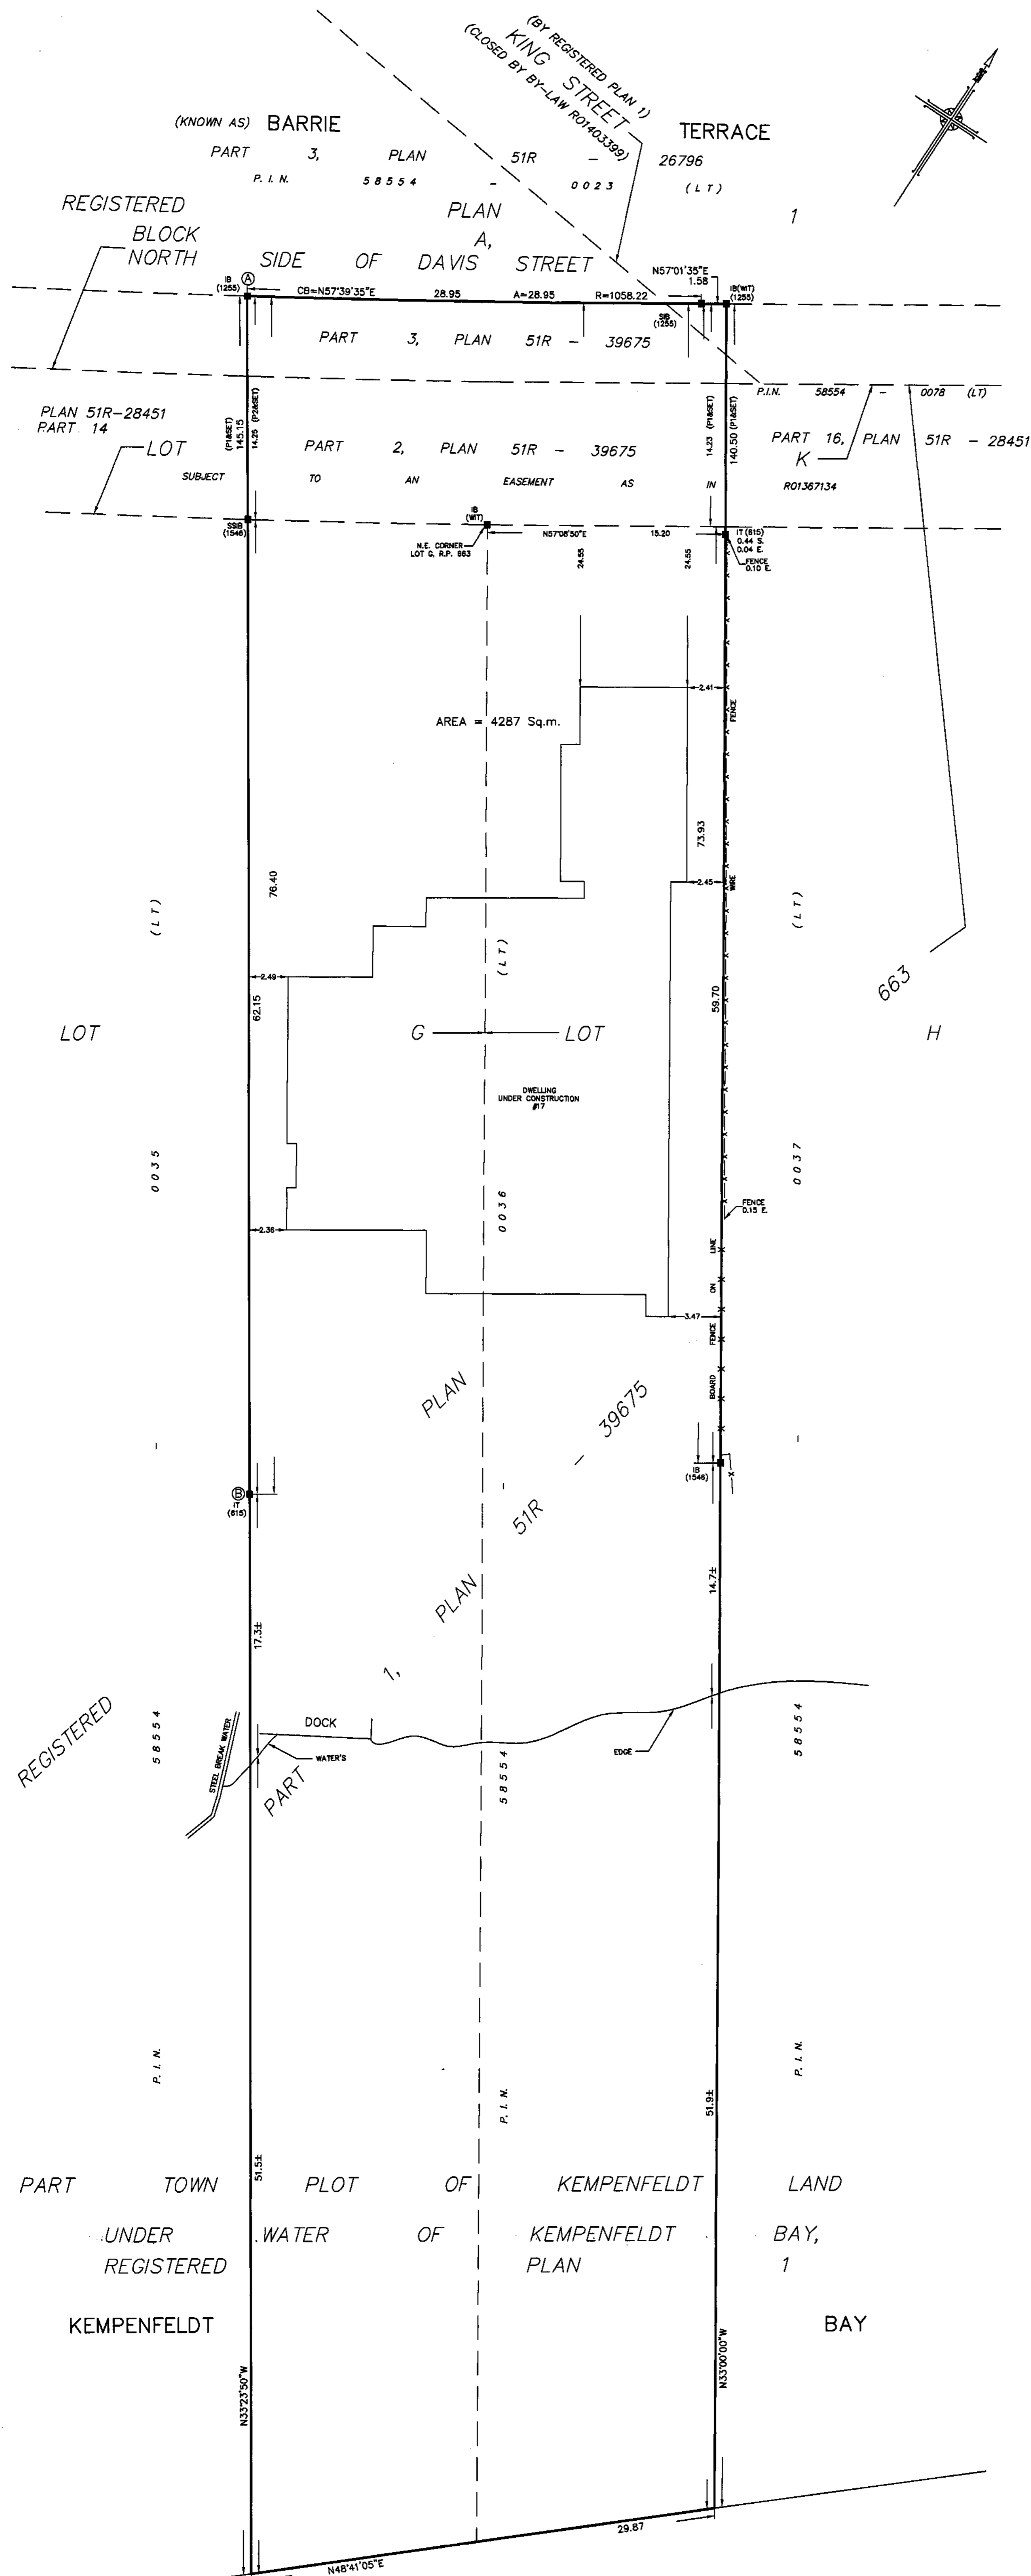 (BY REGISTERED PLAN 1)
KING STREET
(CLOSED BY BY-LAW RO1403399)
(KNOWN AS) BARRIE TERRACE
PART 3, PLAN 51R - 26796
P.I.N. 58554 - 0023 (LT)
REGISTERED PLAN 1
BLOCK A,
NORTH SIDE OF DAVIS STREET
N57°01'35"E
1.58
IB
(1255)
A
CB=N57°39'35"E 28.95 A=28.95 R=1058.22
IB(WIT)
(1255)
SIB
(1255)
PART 3, PLAN 51R - 39675
P.I.N. 58554 - 0078 (LT)
PLAN 51R-28451
PART 14
(P1&SET)
145.15
14.25 (P2&SET)
14.23 (P1&SET)
140.50 (P1&SET)
LOT
PART 2, PLAN 51R - 39675
PART 16, PLAN 51R - 28451
K
SUBJECT TO AN EASEMENT AS IN RO1367134
SSIB
(1546)
IB
(WIT)
N.E. CORNER
LOT G, R.P. 663
N57°08'50"E 15.20
IT (615)
0.44 S.
0.04 E.
FENCE
0.10 E.
24.55
24.55
2.41
FENCE
AREA = 4287 Sq.m.
73.93
76.40
2.45
WIRE
(LT)
(LT)
(LT)
2.49
62.15
59.70
663
LOT G LOT H
DWELLING
UNDER CONSTRUCTION
#17
0035
0036
0037
FENCE
0.15 E.
2.36
LINE
ON
FENCE
BOARD
3.47
PLAN
39675
-
51R
IB
(1546)
X
B
IT
(615)
14.7±
17.3±
PLAN
1,
REGISTERED
58554
STEEL BREAK WATER
DOCK
WATER'S
EDGE
PART
58554
58554
P.I.N.
P.I.N.
P.I.N.
51.9±
51.5±
PART TOWN PLOT OF KEMPENFELDT LAND
UNDER WATER OF KEMPENFELDT BAY,
REGISTERED PLAN 1
KEMPENFELDT BAY
N33°23'50"W
N33°00'00"W
29.87
N48°41'05"E